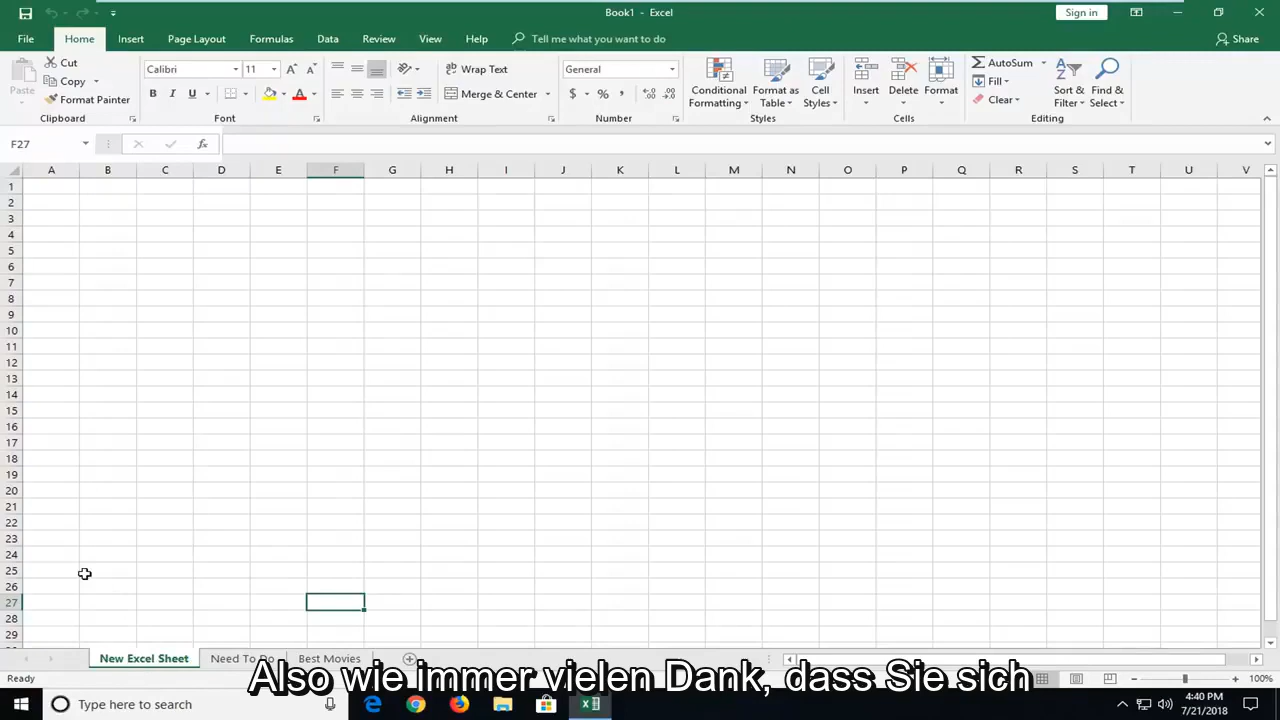 Book1 - Excel
Sign in
File Home Insert Page Layout Formulas Data Review View Help Tell me what you want to do Share
Paste
Cut
Copy
Format Painter
Clipboard
Calibri 11
B I U
Font
Wrap Text
Merge & Center
Alignment
General
$ % ,
Number
Conditional Formatting
Format as Table
Cell Styles
Styles
Insert
Delete
Format
Cells
AutoSum
Fill
Clear
Sort & Filter
Find & Select
Editing
F27 fx
A B C D E F G H I J K L M N O P Q R S T U V
1
2
3
4
5
6
7
8
9
10
11
12
13
14
15
16
17
18
19
20
21
22
23
24
25
26
27
28
29
New Excel Sheet Need To Do Best Movies
Also wie immer vielen Dank, dass Sie sich
Ready 100%
Type here to search
4:40 PM
7/21/2018